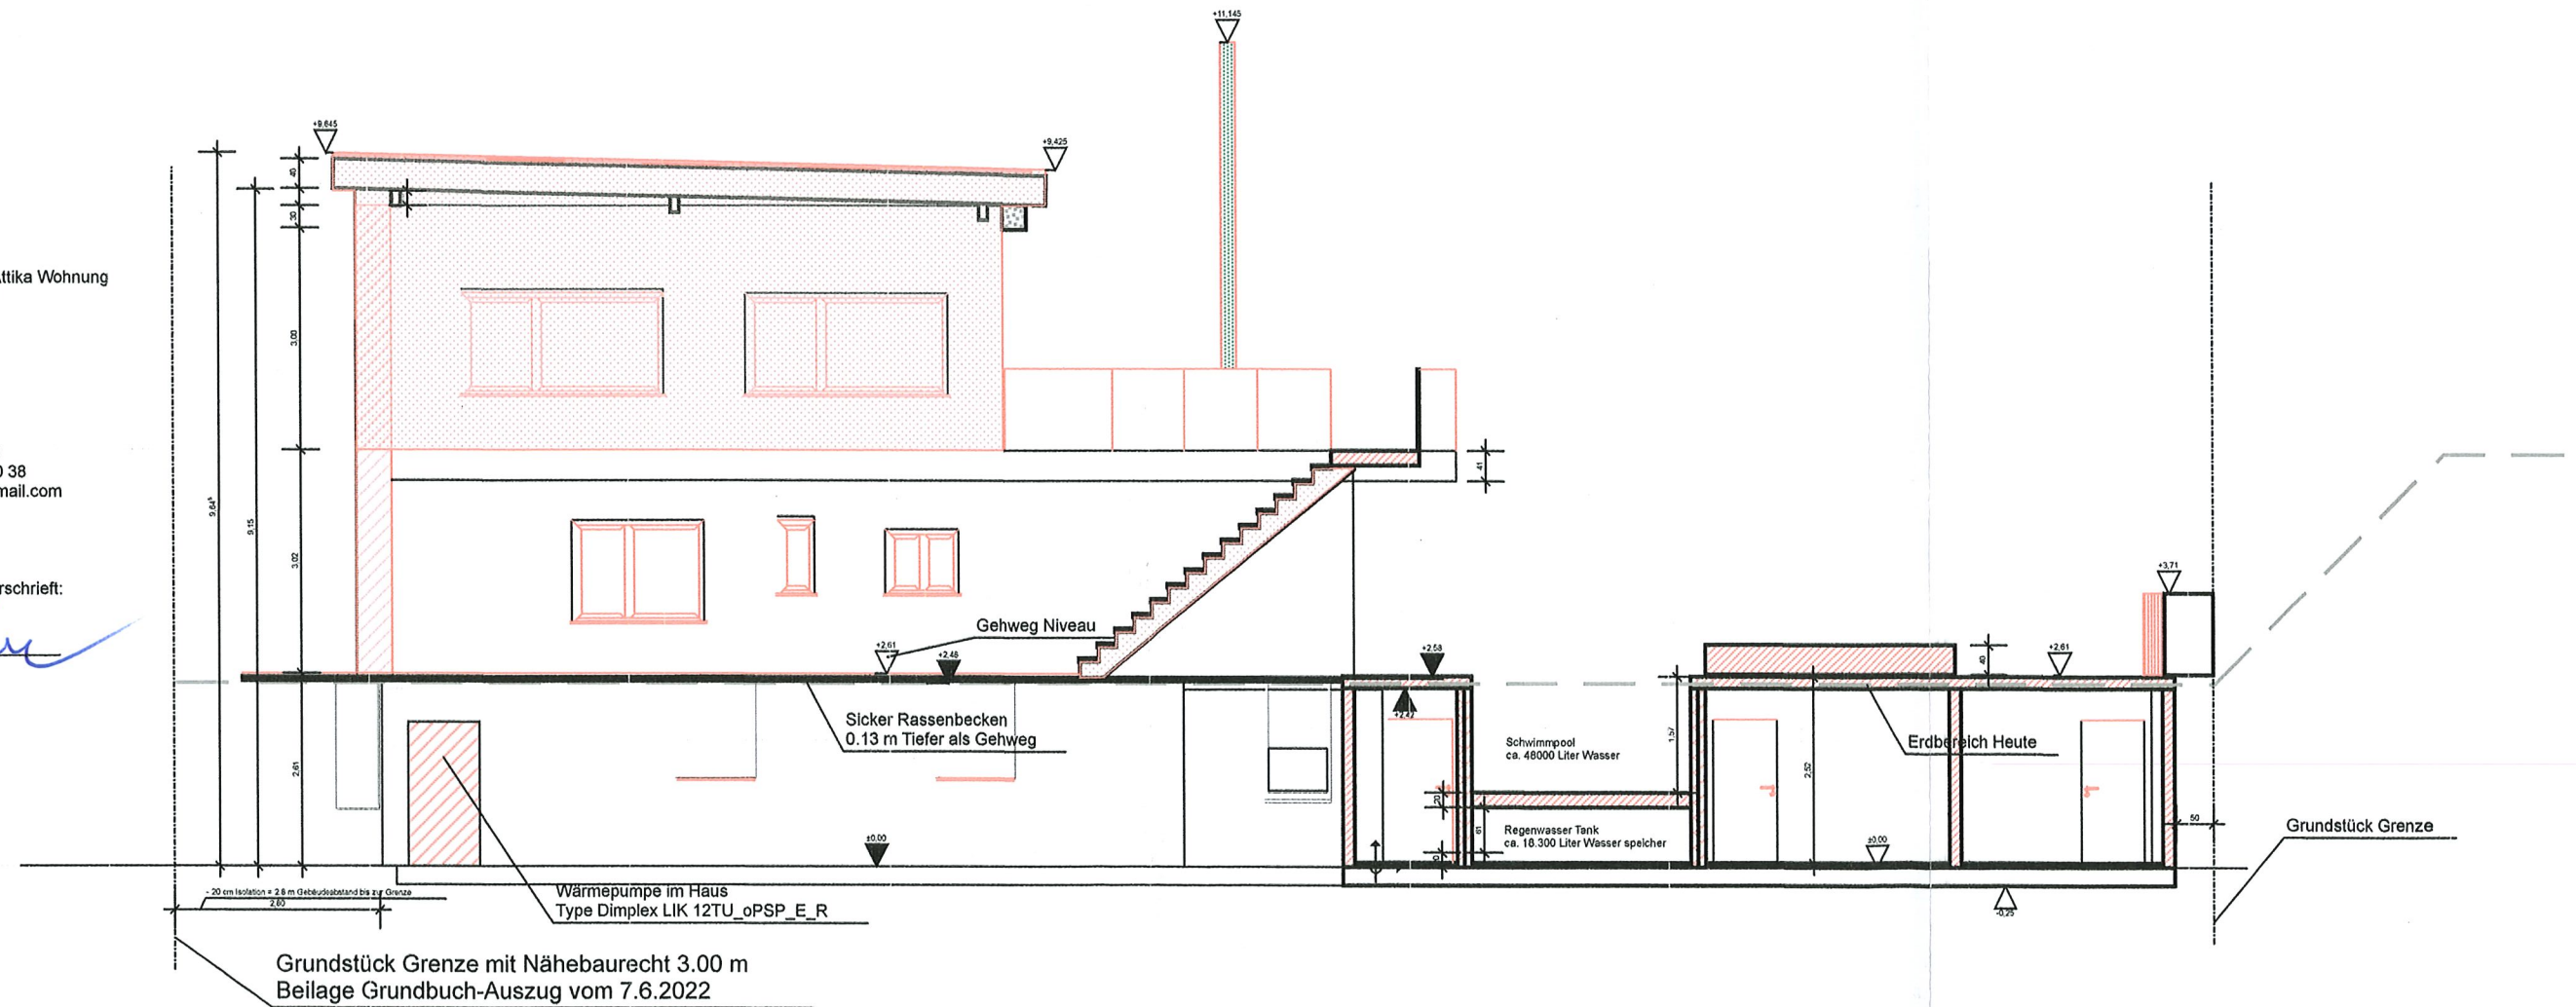 +11,145
+9,645
+9,425
40
30
ttika Wohnung
3.00
0 38
mail.com
41
9.64⁵
9.15
3.02
rschrieft:
+3,71
Gehweg Niveau
+2,61
+2,48
+2,58
40
+2,61
+2,42
Sicker Rassenbecken
0.13 m Tiefer als Gehweg
Schwimmpool
ca. 48000 Liter Wasser
1,57
Erdbereich Heute
2.61
2,52
20
Regenwasser Tank
ca. 18.300 Liter Wasser speicher
61
50
Grundstück Grenze
±0.00
±0.00
- 20 cm Isolation = 2.8 m Gebäudeabstand bis zur Grenze
2,80
Wärmepumpe im Haus
Type Dimplex LIK 12TU_oPSP_E_R
-0,25
Grundstück Grenze mit Nähebaurecht 3.00 m
Beilage Grundbuch-Auszug vom 7.6.2022